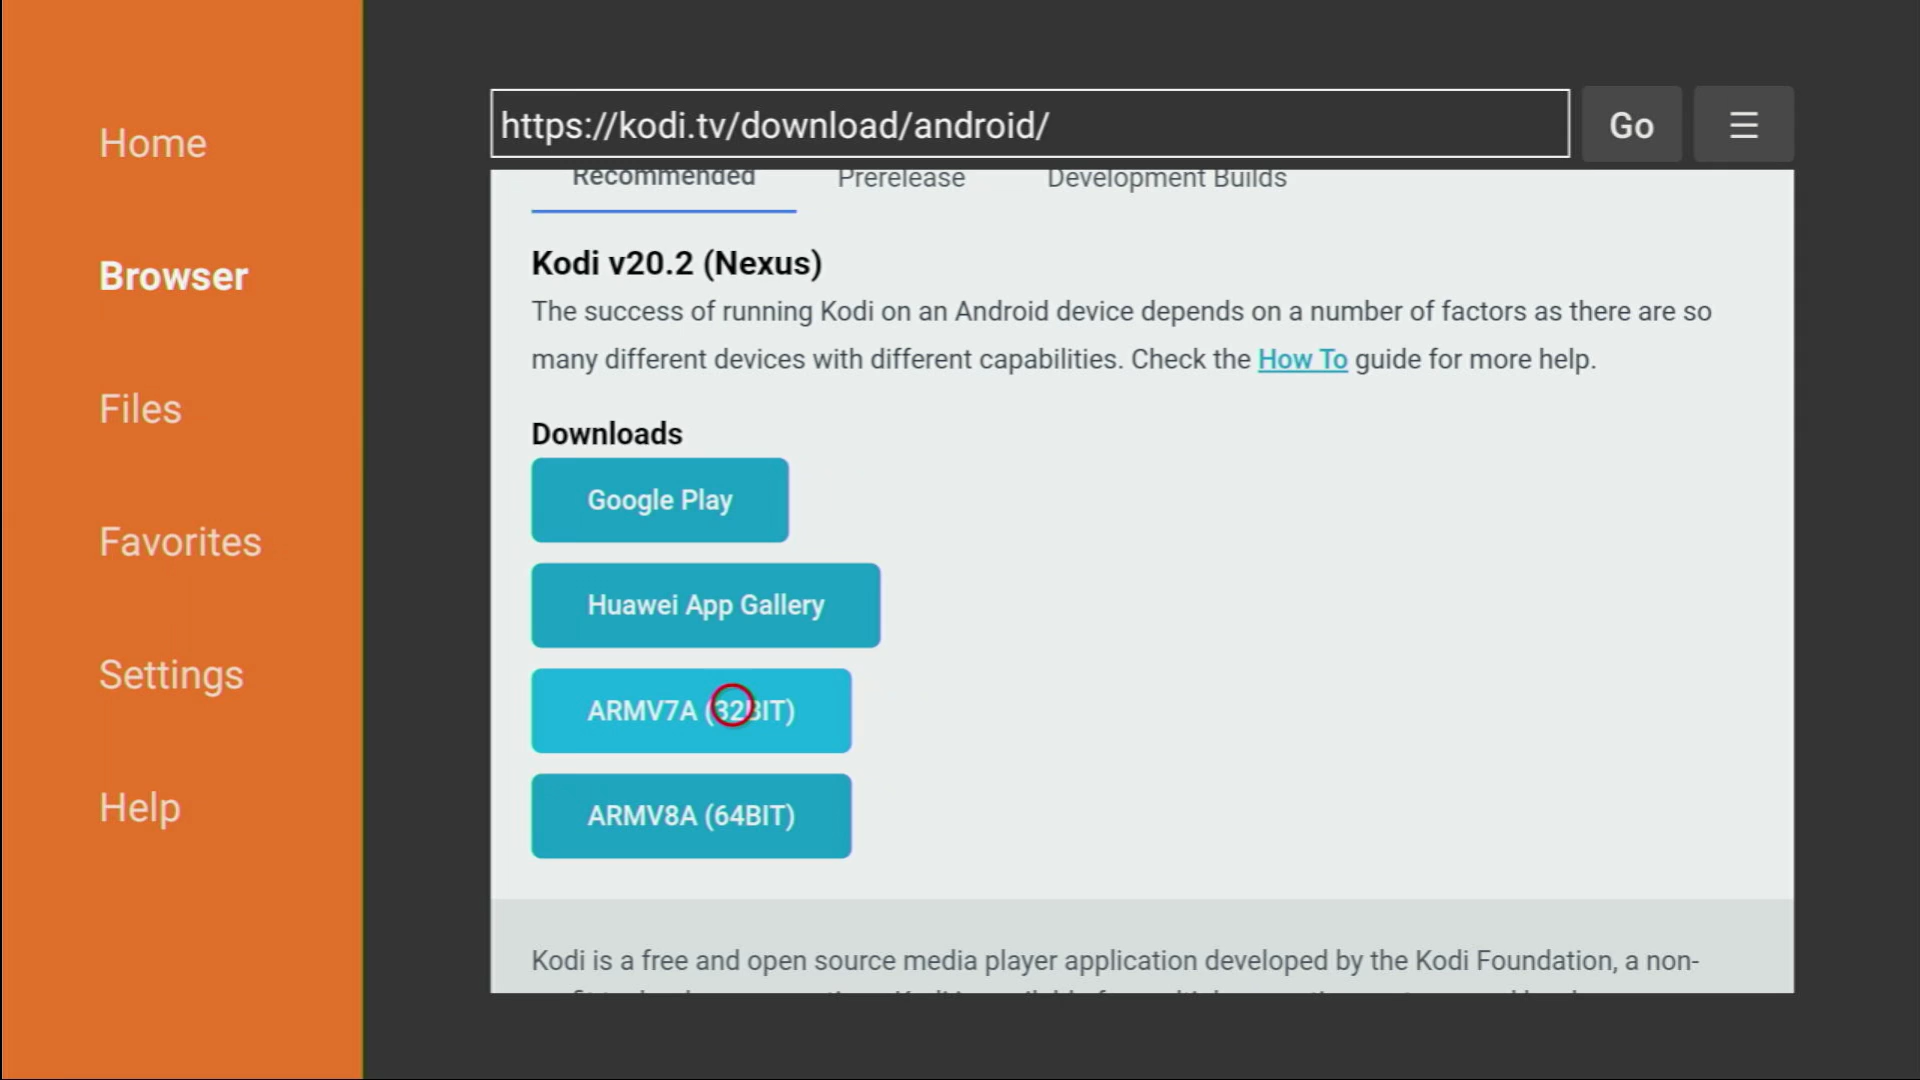 Home
Browser
Files
Favorites
Settings
Help
https://kodi.tv/download/android/
Go
☰
Recommended
Prerelease
Development Builds
Kodi v20.2 (Nexus)
The success of running Kodi on an Android device depends on a number of factors as there are so
many different devices with different capabilities. Check the How To guide for more help.
Downloads
Google Play
Huawei App Gallery
ARMV7A (32BIT)
ARMV8A (64BIT)
Kodi is a free and open source media player application developed by the Kodi Foundation, a non-